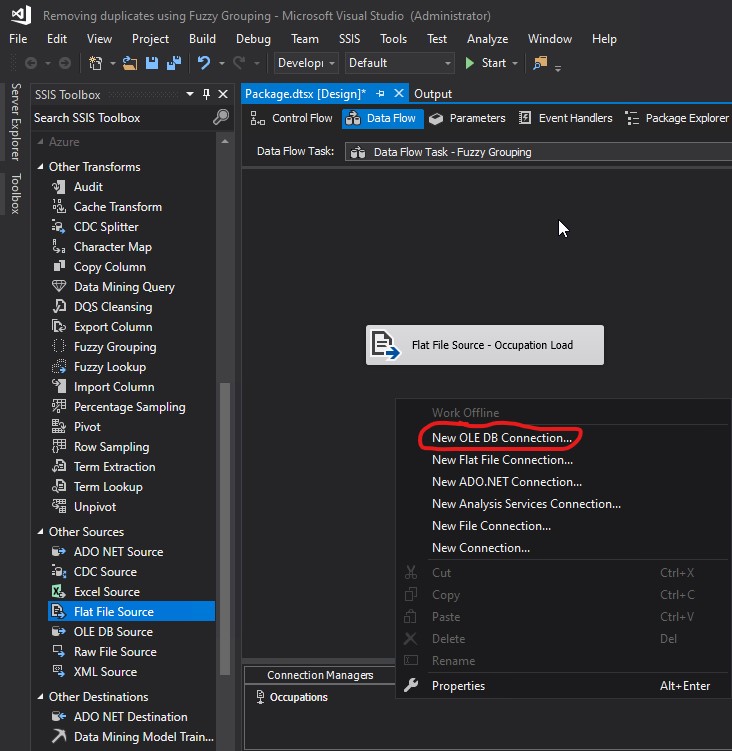 Removing duplicates using Fuzzy Grouping - Microsoft Visual Studio (Administrator)
File Edit View Project Build Debug Team SSIS Tools Test Analyze Window Help
Developi Default Start
Server Explorer
Toolbox
SSIS Toolbox
Search SSIS Toolbox
Azure
Other Transforms
Audit
Cache Transform
CDC Splitter
Character Map
Copy Column
Data Mining Query
DQS Cleansing
Export Column
Fuzzy Grouping
Fuzzy Lookup
Import Column
Percentage Sampling
Pivot
Row Sampling
Term Extraction
Term Lookup
Unpivot
Other Sources
ADO NET Source
CDC Source
Excel Source
Flat File Source
OLE DB Source
Raw File Source
XML Source
Other Destinations
ADO NET Destination
Data Mining Model Train...
Package.dtsx [Design]* Output
Control Flow Data Flow Parameters Event Handlers Package Explorer
Data Flow Task: Data Flow Task - Fuzzy Grouping
Flat File Source - Occupation Load
Work Offline
New OLE DB Connection...
New Flat File Connection...
New ADO.NET Connection...
New Analysis Services Connection...
New File Connection...
New Connection...
Cut Ctrl+X
Copy Ctrl+C
Paste Ctrl+V
Delete Del
Rename
Properties Alt+Enter
Connection Managers
Occupations